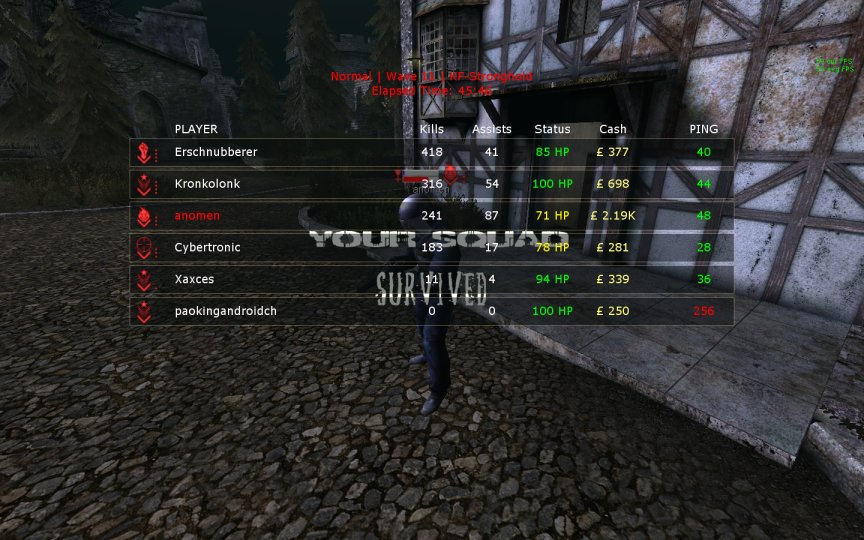 Normal | Wave 10 | KF-Stronghold
Elapsed Time: 45:46
PLAYER Kills Assists Status Cash PING
Erschnubberer 418 41 85 HP £ 377 40
Kronkolonk 316 54 100 HP £ 698 44
anomen 241 87 71 HP £ 2.19K 48
YOUR SQUAD
Cybertronic 183 17 78 HP £ 281 28
Xaxces 11 4 94 HP £ 339 36
SURVIVED
paokingandroidch 0 0 100 HP £ 250 256